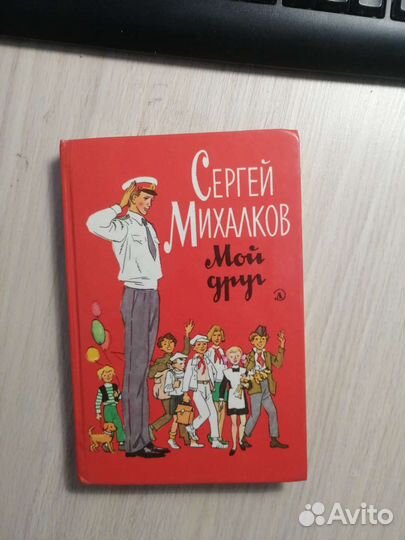 Сергей
Михалков
Мой
друг
Avito